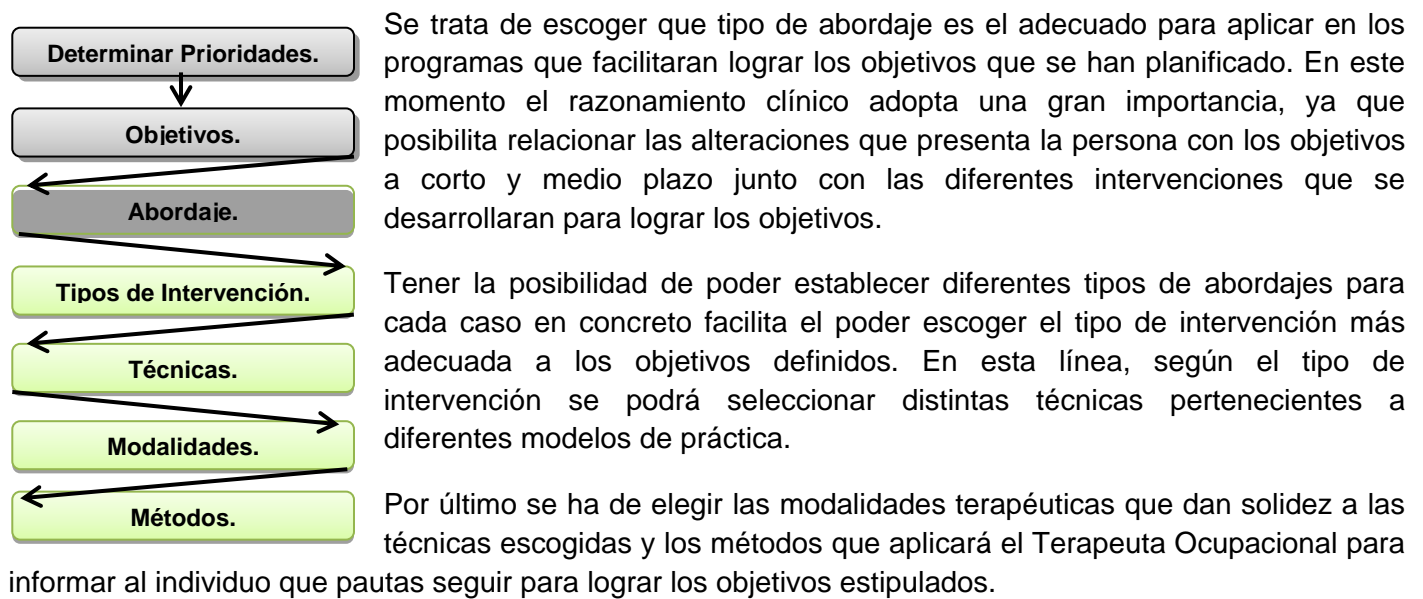 Determinar Prioridades.
Objetivos.
Abordaje.
Tipos de Intervención.
Técnicas.
Modalidades.
Métodos.
Se trata de escoger que tipo de abordaje es el adecuado para aplicar en los
programas que facilitaran lograr los objetivos que se han planificado. En este
momento el razonamiento clínico adopta una gran importancia, ya que
posibilita relacionar las alteraciones que presenta la persona con los objetivos
a corto y medio plazo junto con las diferentes intervenciones que se
desarrollaran para lograr los objetivos.
Tener la posibilidad de poder establecer diferentes tipos de abordajes para
cada caso en concreto facilita el poder escoger el tipo de intervención más
adecuada a los objetivos definidos. En esta línea, según el tipo de
intervención se podrá seleccionar distintas técnicas pertenecientes a
diferentes modelos de práctica.
Por último se ha de elegir las modalidades terapéuticas que dan solidez a las
técnicas escogidas y los métodos que aplicará el Terapeuta Ocupacional para
informar al individuo que pautas seguir para lograr los objetivos estipulados.